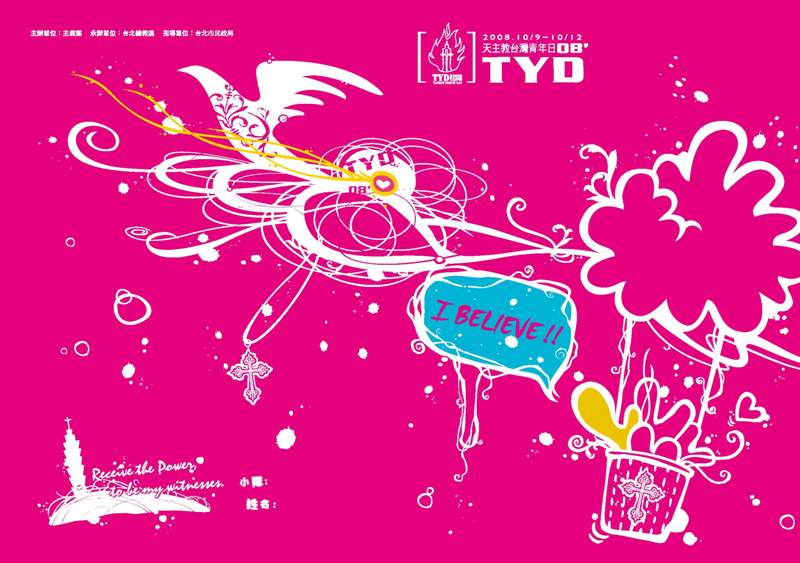 主辦單位：主教團 承辦單位：台北總教區 指導單位：台北市民政局
2008.10/9~10/12
天主教台灣青年日08'
TYD
TYD
TYD
08'
I BELIEVE!!
Receive the Power
to be my witnesses
小隊:
姓名: